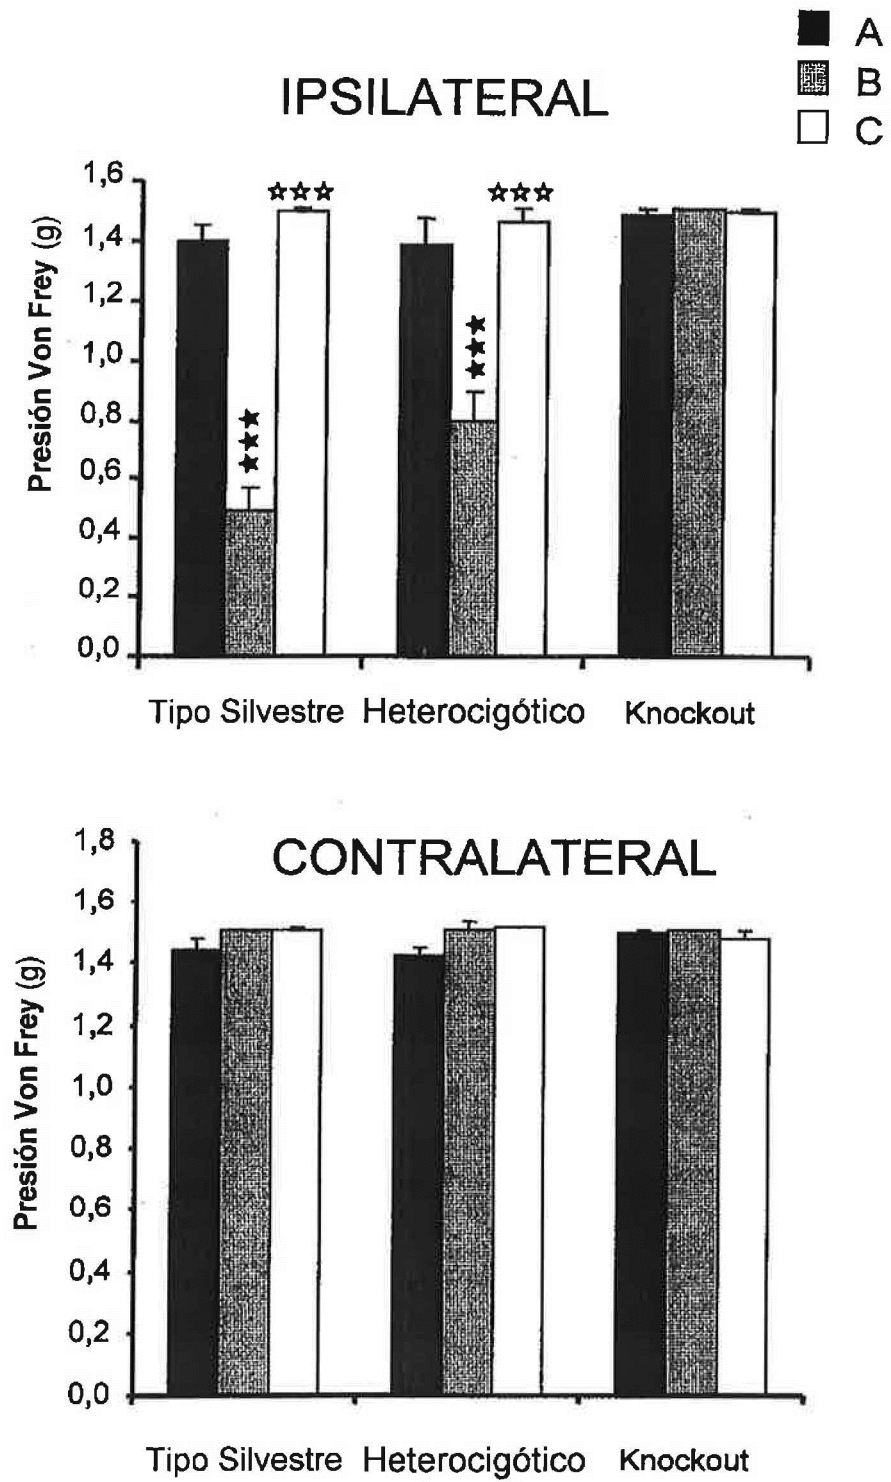 A
B
C
IPSILATERAL
Presión Von Frey (g)
1,6
1,4
1,2
1,0
0,8
0,6
0,4
0,2
0,0
Tipo Silvestre Heterocigótico Knockout
CONTRALATERAL
Presión Von Frey (g)
1,8
1,6
1,4
1,2
1,0
0,8
0,6
0,4
0,2
0,0
Tipo Silvestre Heterocigótico Knockout